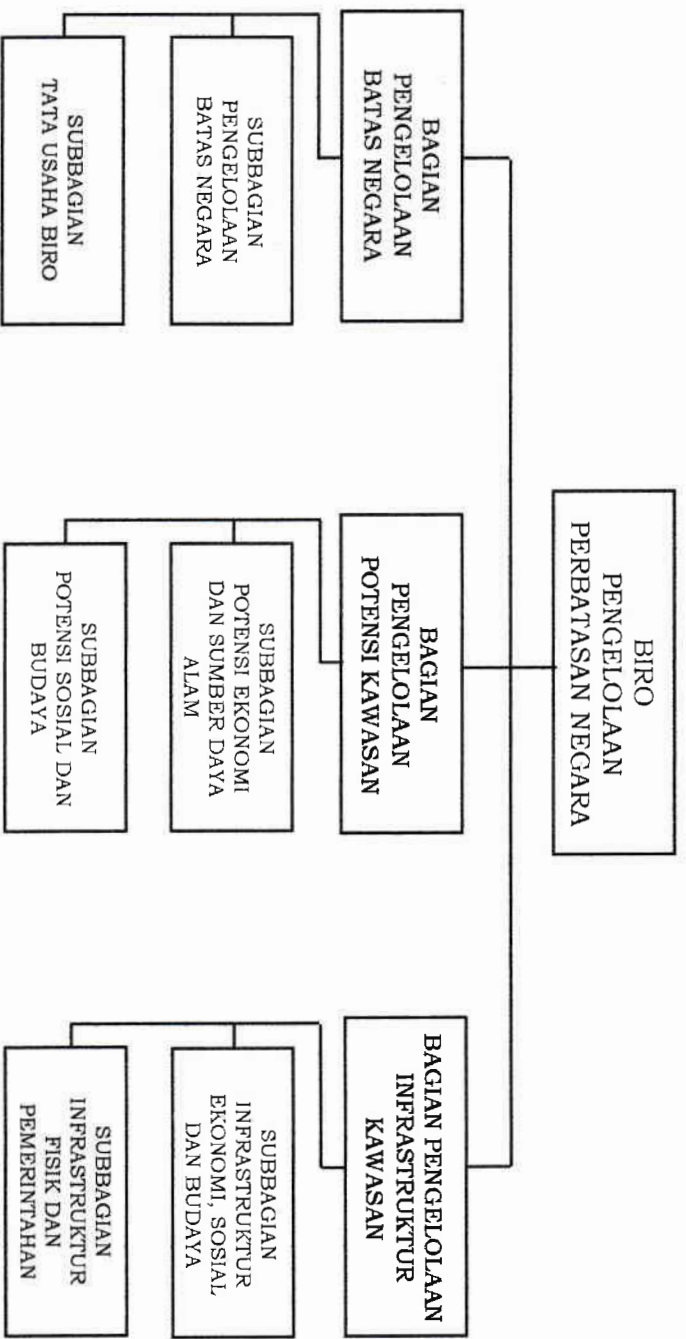 BIRO
PENGELOLAAN
PERBATASAN NEGARA
BAGIAN
PENGELOLAAN
BATAS NEGARA
SUBBAGIAN
PENGELOLAAN
BATAS NEGARA
SUBBAGIAN
TATA USAHA BIRO
BAGIAN
PENGELOLAAN
POTENSI KAWASAN
SUBBAGIAN
POTENSI EKONOMI
DAN SUMBER DAYA
ALAM
SUBBAGIAN
POTENSI SOSIAL DAN
BUDAYA
BAGIAN PENGELOLAAN
INFRASTRUKTUR
KAWASAN
SUBBAGIAN
INFRASTRUKTUR
EKONOMI, SOSIAL
DAN BUDAYA
SUBBAGIAN
INFRASTRUKTUR
FISIK DAN
PEMERINTAHAN